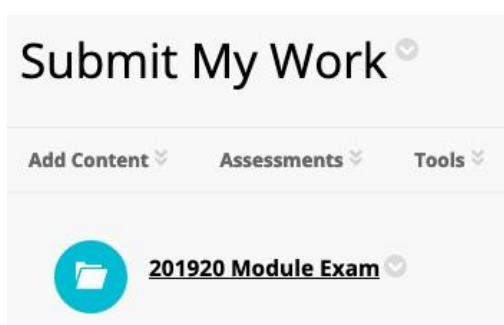 Submit My Work
Add Content Assessments Tools
201920 Module Exam